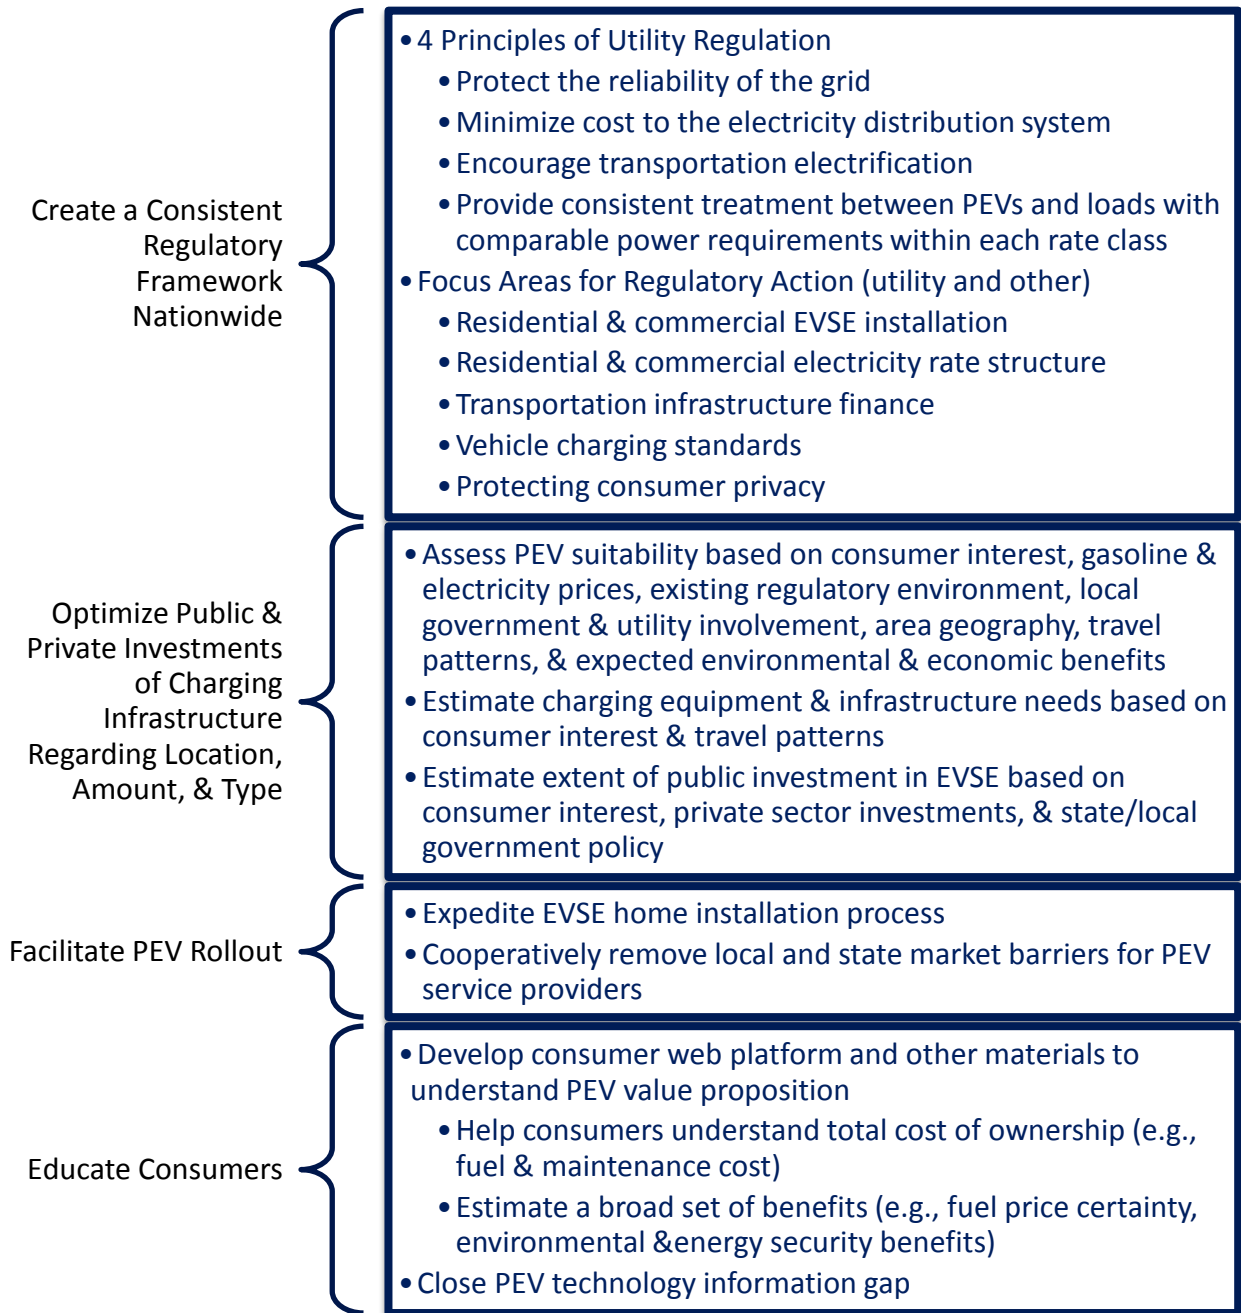 Create a Consistent
Regulatory
Framework
Nationwide
•4 Principles of Utility Regulation
•Protect the reliability of the grid
•Minimize cost to the electricity distribution system
•Encourage transportation electrification
•Provide consistent treatment between PEVs and loads with
comparable power requirements within each rate class
•Focus Areas for Regulatory Action (utility and other)
•Residential & commercial EVSE installation
•Residential & commercial electricity rate structure
•Transportation infrastructure finance
•Vehicle charging standards
•Protecting consumer privacy
Optimize Public &
Private Investments
of Charging
Infrastructure
Regarding Location,
Amount, & Type
•Assess PEV suitability based on consumer interest, gasoline &
electricity prices, existing regulatory environment, local
government & utility involvement, area geography, travel
patterns, & expected environmental & economic benefits
•Estimate charging equipment & infrastructure needs based on
consumer interest & travel patterns
•Estimate extent of public investment in EVSE based on
consumer interest, private sector investments, & state/local
government policy
Facilitate PEV Rollout
•Expedite EVSE home installation process
•Cooperatively remove local and state market barriers for PEV
service providers
Educate Consumers
•Develop consumer web platform and other materials to
understand PEV value proposition
•Help consumers understand total cost of ownership (e.g.,
fuel & maintenance cost)
•Estimate a broad set of benefits (e.g., fuel price certainty,
environmental &energy security benefits)
•Close PEV technology information gap